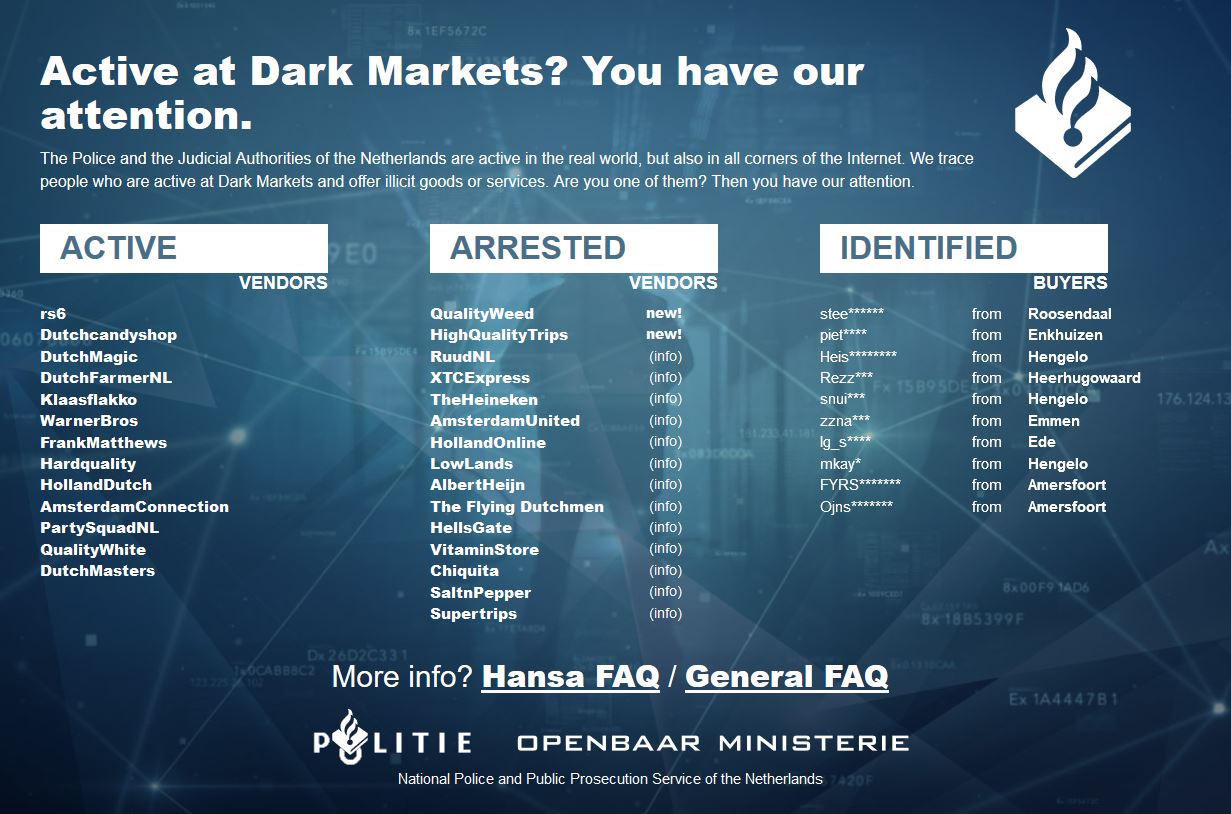 Active at Dark Markets? You have our
attention.
The Police and the Judicial Authorities of the Netherlands are active in the real world, but also in all corners of the Internet. We trace
people who are active at Dark Markets and offer illicit goods or services. Are you one of them? Then you have our attention.
ACTIVE
VENDORS
rs6
Dutchcandyshop
DutchMagic
DutchFarmerNL
Klaasflakko
WarnerBros
FrankMatthews
Hardquality
HollandDutch
AmsterdamConnection
PartySquadNL
QualityWhite
DutchMasters
ARRESTED
VENDORS
QualityWeed new!
HighQualityTrips new!
RuudNL (info)
XTCExpress (info)
TheHeineken (info)
AmsterdamUnited (info)
HollandOnline (info)
LowLands (info)
AlbertHeijn (info)
The Flying Dutchmen (info)
HellsGate (info)
VitaminStore (info)
Chiquita (info)
SaltnPepper (info)
Supertrips (info)
IDENTIFIED
BUYERS
stee****** from Roosendaal
piet**** from Enkhuizen
Heis******** from Hengelo
Rezz*** from Heerhugowaard
snui*** from Hengelo
zzna*** from Emmen
lg_s**** from Ede
mkay* from Hengelo
FYRS******* from Amersfoort
Ojns******* from Amersfoort
More info? Hansa FAQ / General FAQ
POLITIE OPENBAAR MINISTERIE
National Police and Public Prosecution Service of the Netherlands
8x1EF5672C
176.124.13
8x00F91AD6
8x18B5399F
Dx26D2C331
Ex1A4447B1